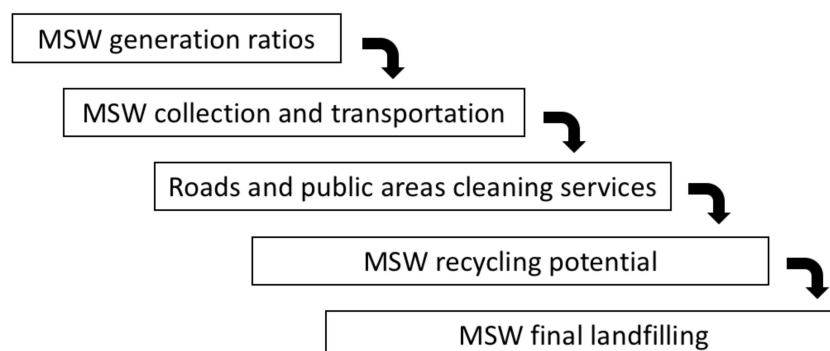 MSW generation ratios
MSW collection and transportation
Roads and public areas cleaning services
MSW recycling potential
MSW final landfilling